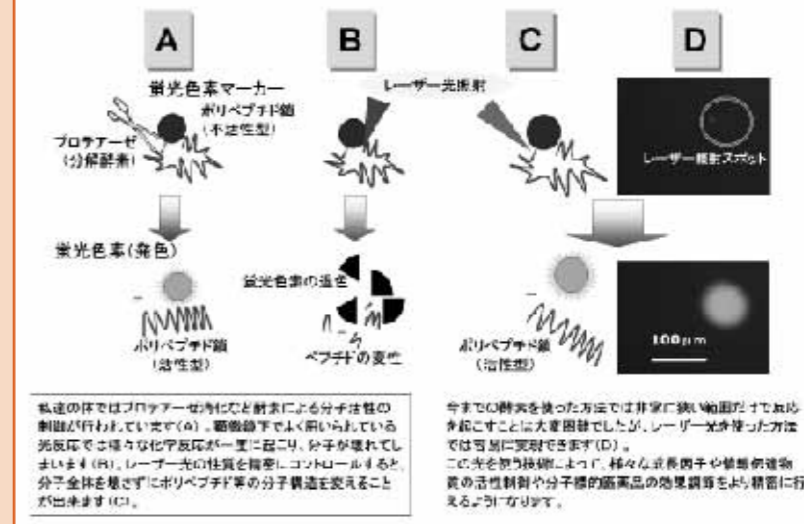 A
B
C
D
蛍光色素マーカー
ポリペプチド鎖
(不活性型)
プロテアーゼ
(分解酵素)
レーザー光照射
レーザー照射スポット
蛍光色素(発色)
蛍光色素の退色
ポリペプチド鎖
(活性型)
ペプチドの変性
ポリペプチド鎖
(活性型)
100μm
私達の体ではプロテアーゼ消化など酵素による分子活性の
制御が行われています(A)。顕微鏡下でよく用いられている
光反応では様々な化学反応が一度に起こり、分子が壊れてし
まいます(B)。レーザー光の性質を精密にコントロールすると、
分子全体を壊さずにポリペプチド等の分子構造を変えること
が出来ます(C)。
今までの酵素を使った方法では非常に狭い範囲だけで反応
を起こすことは大変困難でしたが、レーザー光を使った方法
では容易に実現できます(D)。
この光を使う技術によって、様々な成長因子や情報伝達物
質の活性制御や分子標的医薬品の効果調節をより精密に行
えるようになります。